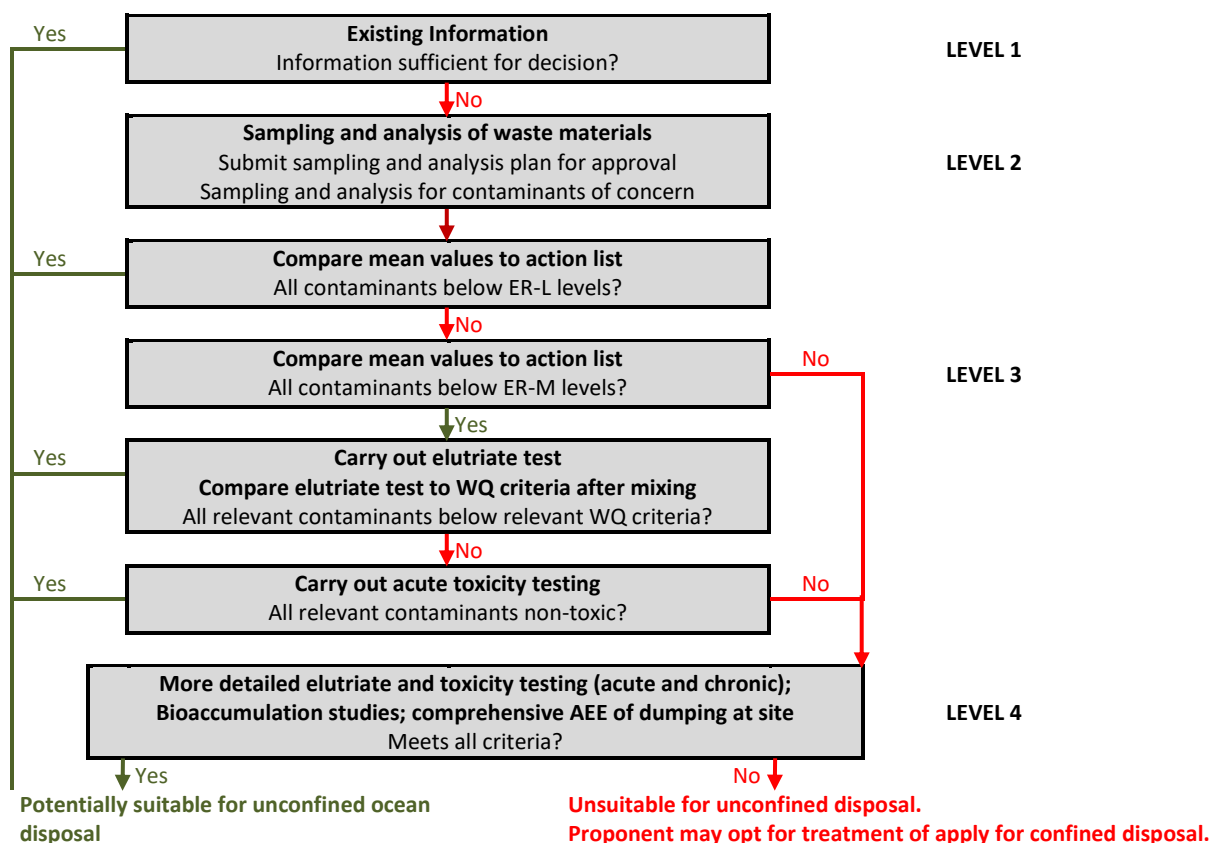 Yes
Existing Information
Information sufficient for decision?
LEVEL 1
No
Sampling and analysis of waste materials
Submit sampling and analysis plan for approval
Sampling and analysis for contaminants of concern
LEVEL 2
Yes
Compare mean values to action list
All contaminants below ER-L levels?
No
Compare mean values to action list
All contaminants below ER-M levels?
No
LEVEL 3
Yes
Yes
Carry out elutriate test
Compare elutriate test to WQ criteria after mixing
All relevant contaminants below relevant WQ criteria?
No
Yes
Carry out acute toxicity testing
All relevant contaminants non-toxic?
No
More detailed elutriate and toxicity testing (acute and chronic);
Bioaccumulation studies; comprehensive AEE of dumping at site
Meets all criteria?
LEVEL 4
Yes
No
Potentially suitable for unconfined ocean
disposal
Unsuitable for unconfined disposal.
Proponent may opt for treatment of apply for confined disposal.